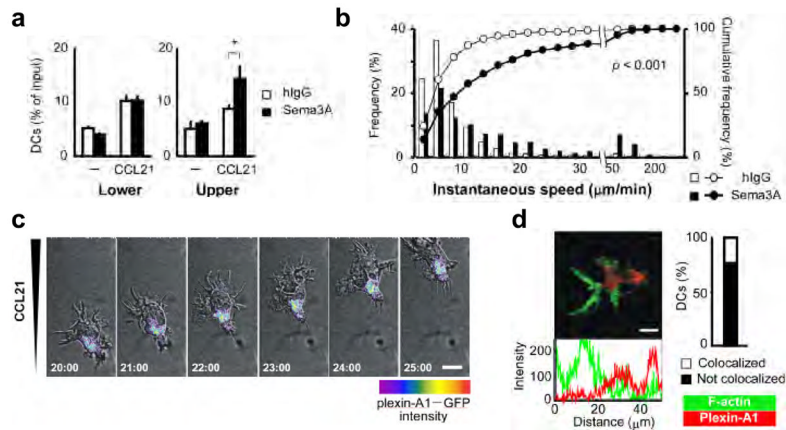 a
DCs (% of input)
20
10
0
– CCL21
Lower
20
10
0
– CCL21
Upper
+
hIgG
Sema3A
b
Frequency (%)
40
20
0
Cumulative frequency (%)
100
50
0
p < 0.001
0 10 20 30 50 200
Instantaneous speed (μm/min)
hIgG
Sema3A
c
CCL21
20:00 21:00 22:00 23:00 24:00 25:00
plexin-A1–GFP
intensity
d
Intensity
200
100
0
0 20 40
Distance (μm)
DCs (%)
100
50
0
Colocalized
Not colocalized
F-actin
Plexin-A1